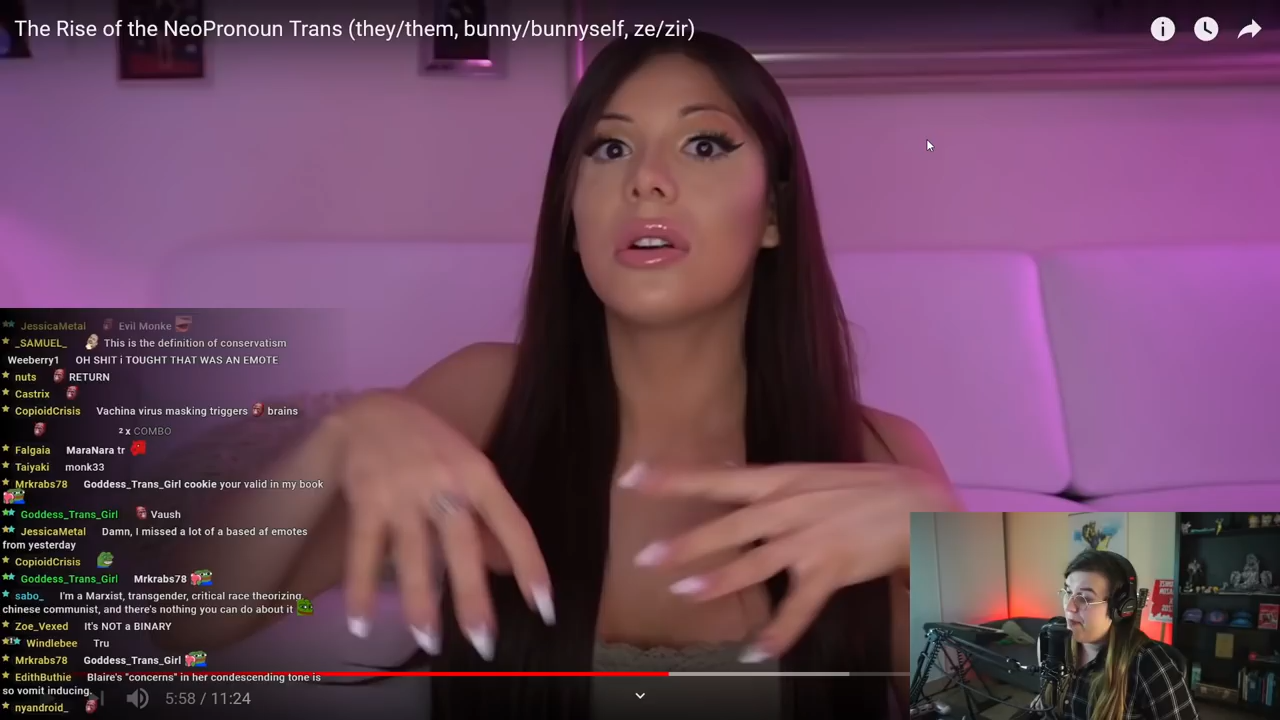 The Rise of the NeoPronoun Trans (they/them, bunny/bunnyself, ze/zir)
JessicaMetal Evil Monke
_SAMUEL_ This is the definition of conservatism
Weeberry1 OH SHIT i TOUGHT THAT WAS AN EMOTE
nuts RETURN
Castrix
CopioidCrisis Vachina virus masking triggers brains
2 x COMBO
Falgaia MaraNara tr
Taiyaki monk33
Mrkrabs78 Goddess_Trans_Girl cookie your valid in my book
Goddess_Trans_Girl Vaush
JessicaMetal Damn, I missed a lot of a based af emotes
from yesterday
CopioidCrisis
Goddess_Trans_Girl Mrkrabs78
sabo_ I'm a Marxist, transgender, critical race theorizing,
chinese communist, and there's nothing you can do about it
Zoe_Vexed It's NOT a BINARY
Windlebee Tru
Mrkrabs78 Goddess_Trans_Girl
EdithButhie Blaire's "concerns" in her condescending tone is
so vomit inducing.
nyandroid_
5:58 / 11:24